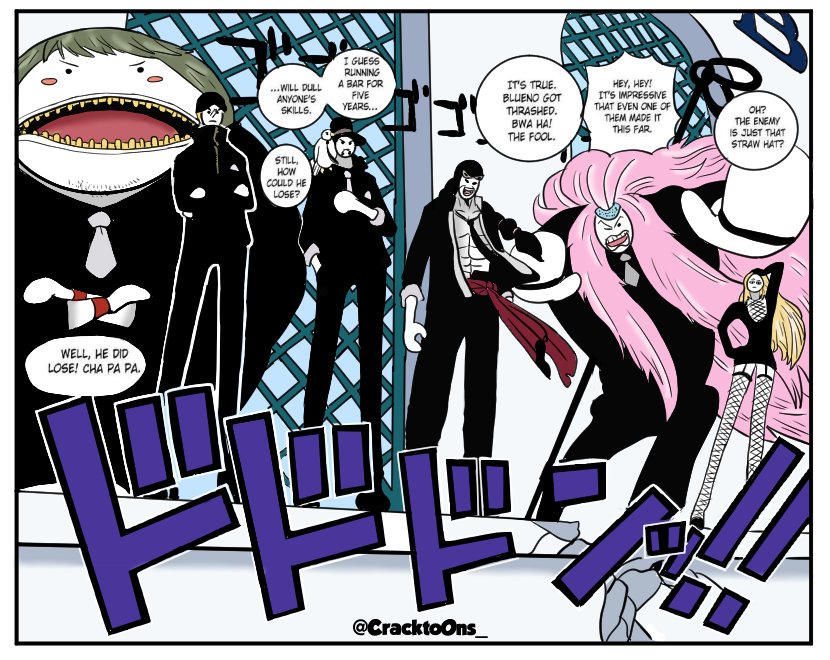 OH?
THE ENEMY
IS JUST THAT
STRAW HAT?
HEY, HEY!
IT'S IMPRESSIVE
THAT EVEN ONE OF
THEM MADE IT
THIS FAR.
IT'S TRUE.
BLUENO GOT
THRASHED.
BWA HA!
THE FOOL.
I GUESS
RUNNING
A BAR FOR
FIVE
YEARS...
...WILL DULL
ANYONE'S
SKILLS.
STILL,
HOW
COULD HE
LOSE?
WELL, HE DID
LOSE! CHA PA PA.
ドドドンッ!!
@CracktoOns_